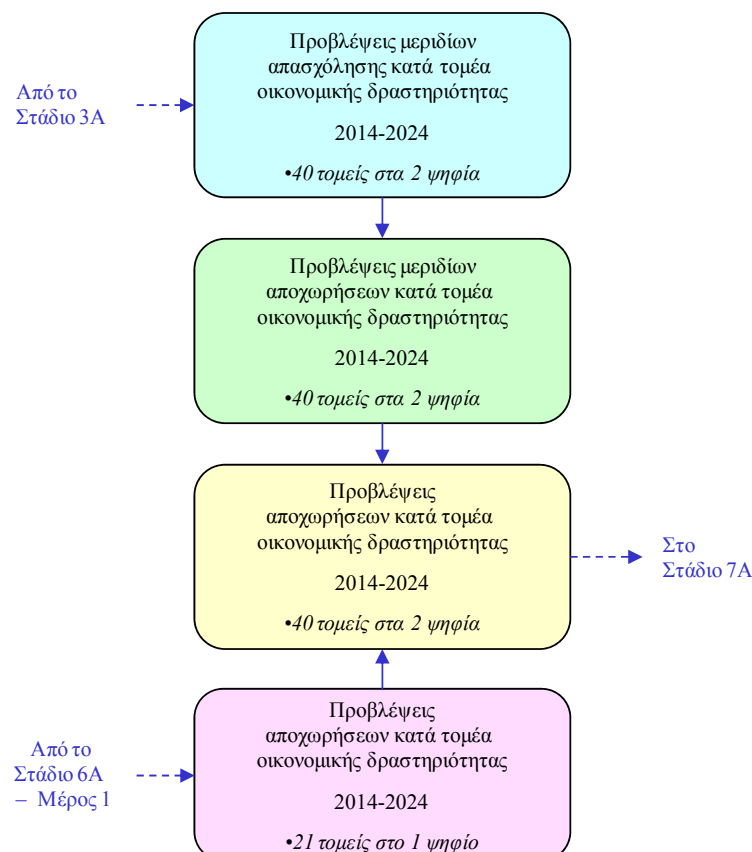 Προβλέψεις μεριδίων
απασχόλησης κατά τομέα
οικονομικής δραστηριότητας
2014-2024
•40 τομείς στα 2 ψηφία
Από το
Στάδιο 3Α
Προβλέψεις μεριδίων
αποχωρήσεων κατά τομέα
οικονομικής δραστηριότητας
2014-2024
•40 τομείς στα 2 ψηφία
Προβλέψεις
αποχωρήσεων κατά τομέα
οικονομικής δραστηριότητας
2014-2024
•40 τομείς στα 2 ψηφία
Στο
Στάδιο 7Α
Προβλέψεις
αποχωρήσεων κατά τομέα
οικονομικής δραστηριότητας
2014-2024
•21 τομείς στο 1 ψηφίο
Από το
Στάδιο 6Α
– Μέρος 1